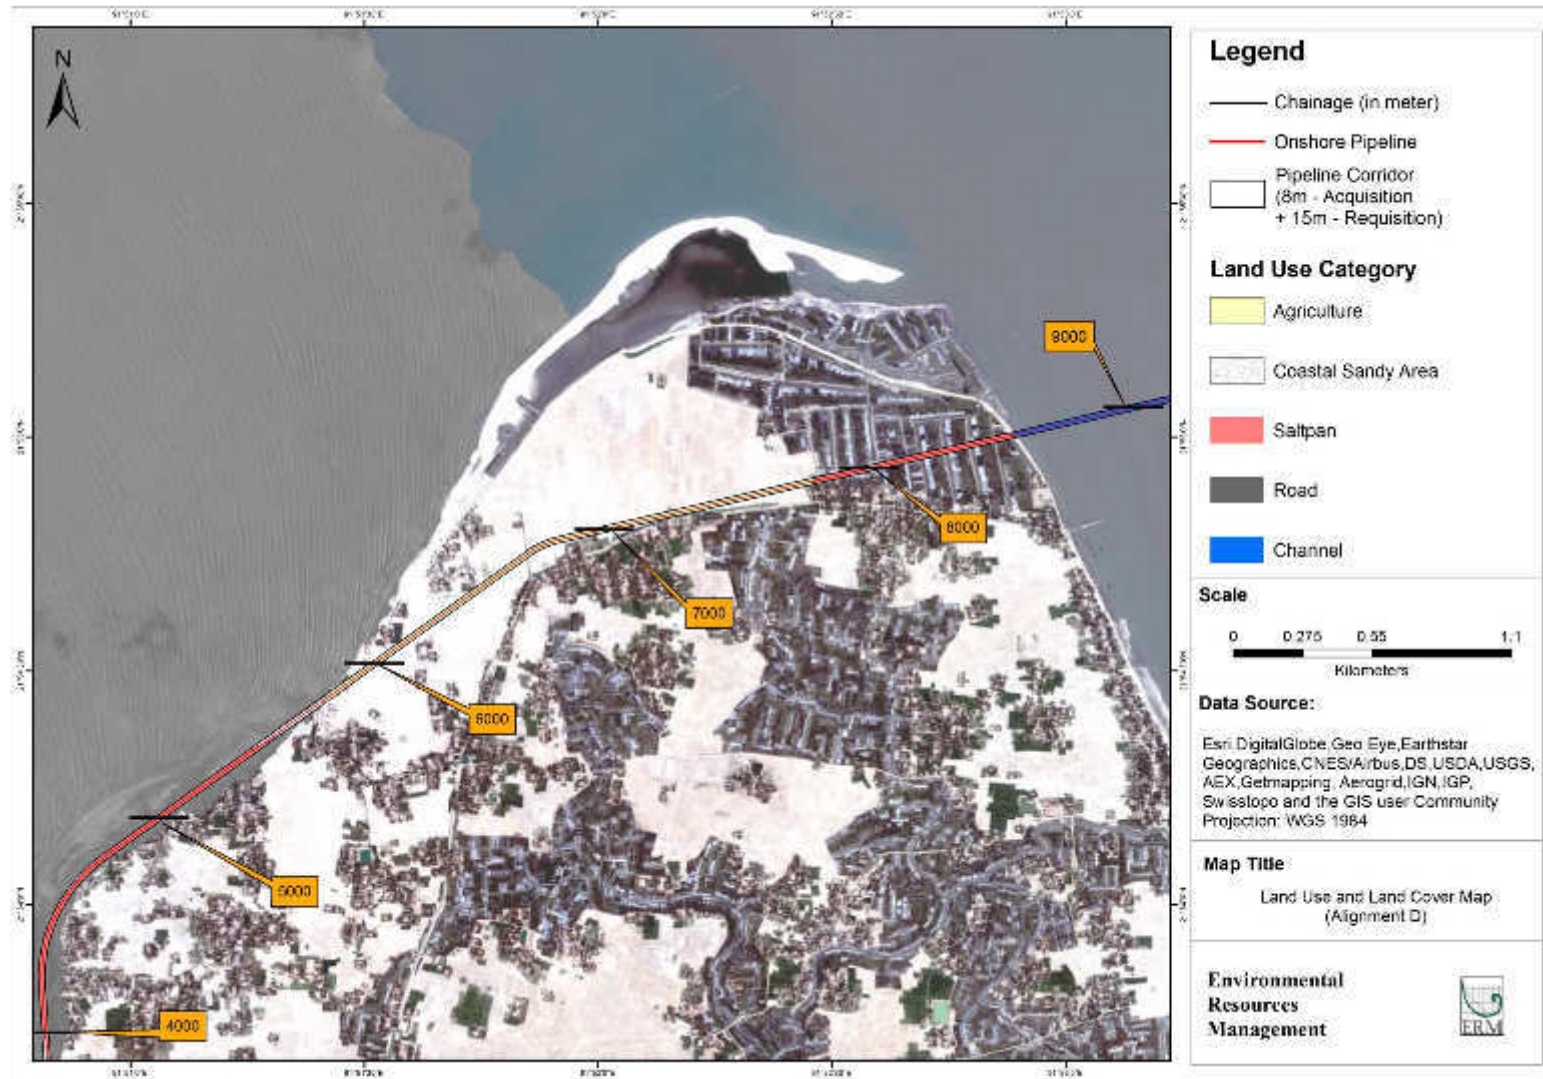 N
9000
8000
7000
6000
5000
4000
Legend
Chainage (in meter)
Onshore Pipeline
Pipeline Corridor
(8m - Acquisition
+ 15m - Requisition)
Land Use Category
Agriculture
Coastal Sandy Area
Saltpan
Road
Channel
Scale
0 0.275 0.55 1.1
Kilometers
Data Source:
Esri,DigitalGlobe,Geo Eye,Earthstar
Geographics,CNES/Airbus,DS,USDA,USGS,
AEX,Getmapping, Aerogrid,IGN,IGP,
Swisstopo and the GIS user Community
Projection: WGS 1984
Map Title
Land Use and Land Cover Map
(Alignment D)
Environmental
Resources
Management
ERM